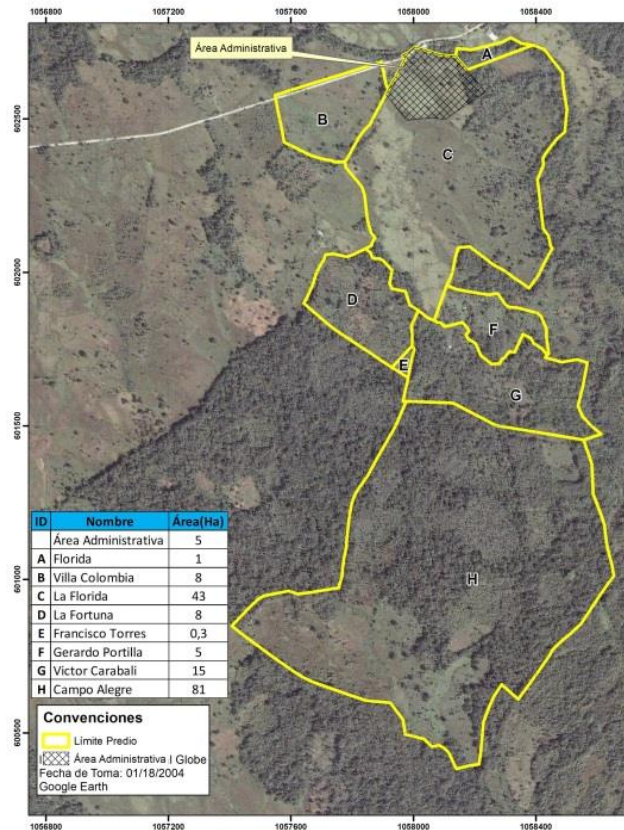 1056800 1057200 1057600 1058000 1058400
Área Administrativa
A
B
C
D
E
F
G
H
602500
602000
601500
601000
600500
ID Nombre Área(Ha)
Área Administrativa 5
A Florida 1
B Villa Colombia 8
C La Florida 43
D La Fortuna 8
E Francisco Torres 0,3
F Gerardo Portilla 5
G Victor Carabali 15
H Campo Alegre 81
Convenciones
Límite Predio
Área Administrativa | Globe
Fecha de Toma: 01/18/2004
Google Earth
1056800 1057200 1057600 1058000 1058400